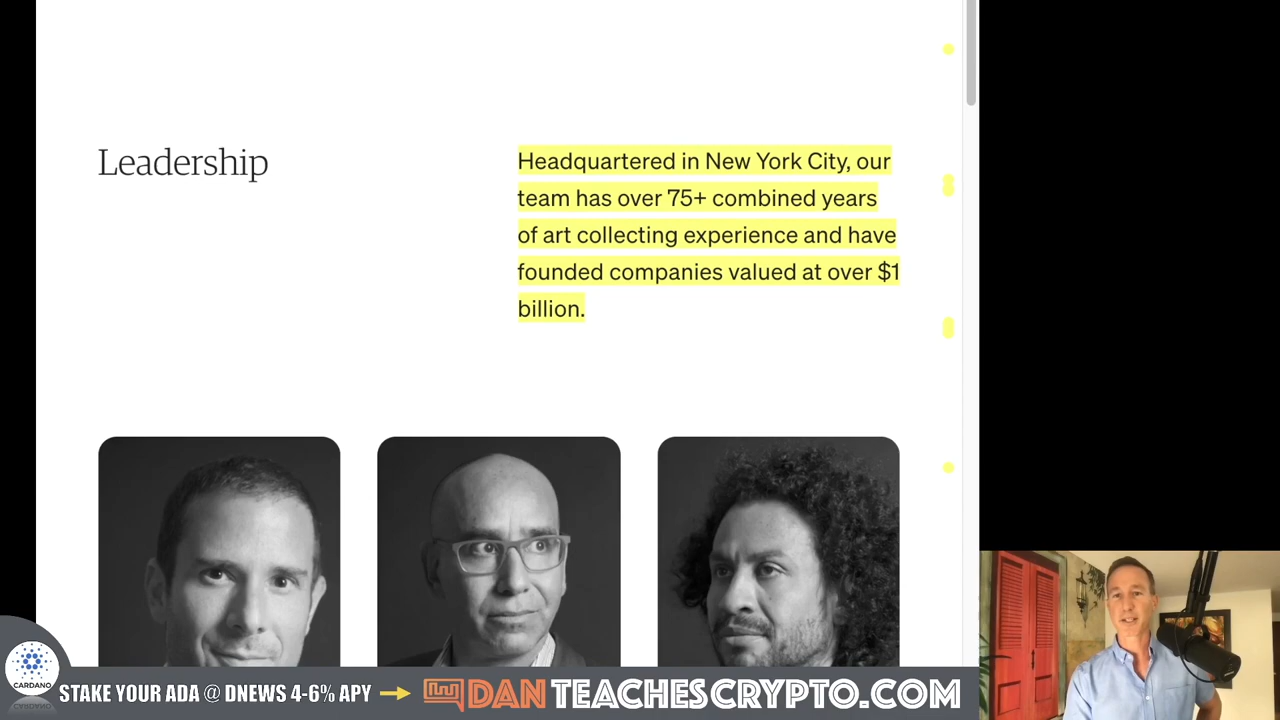 Leadership
Headquartered in New York City, our
team has over 75+ combined years
of art collecting experience and have
founded companies valued at over $1
billion.
CARDANO
STAKE YOUR ADA @ DNEWS 4-6% APY
DANTEACHESCRYPTO.COM